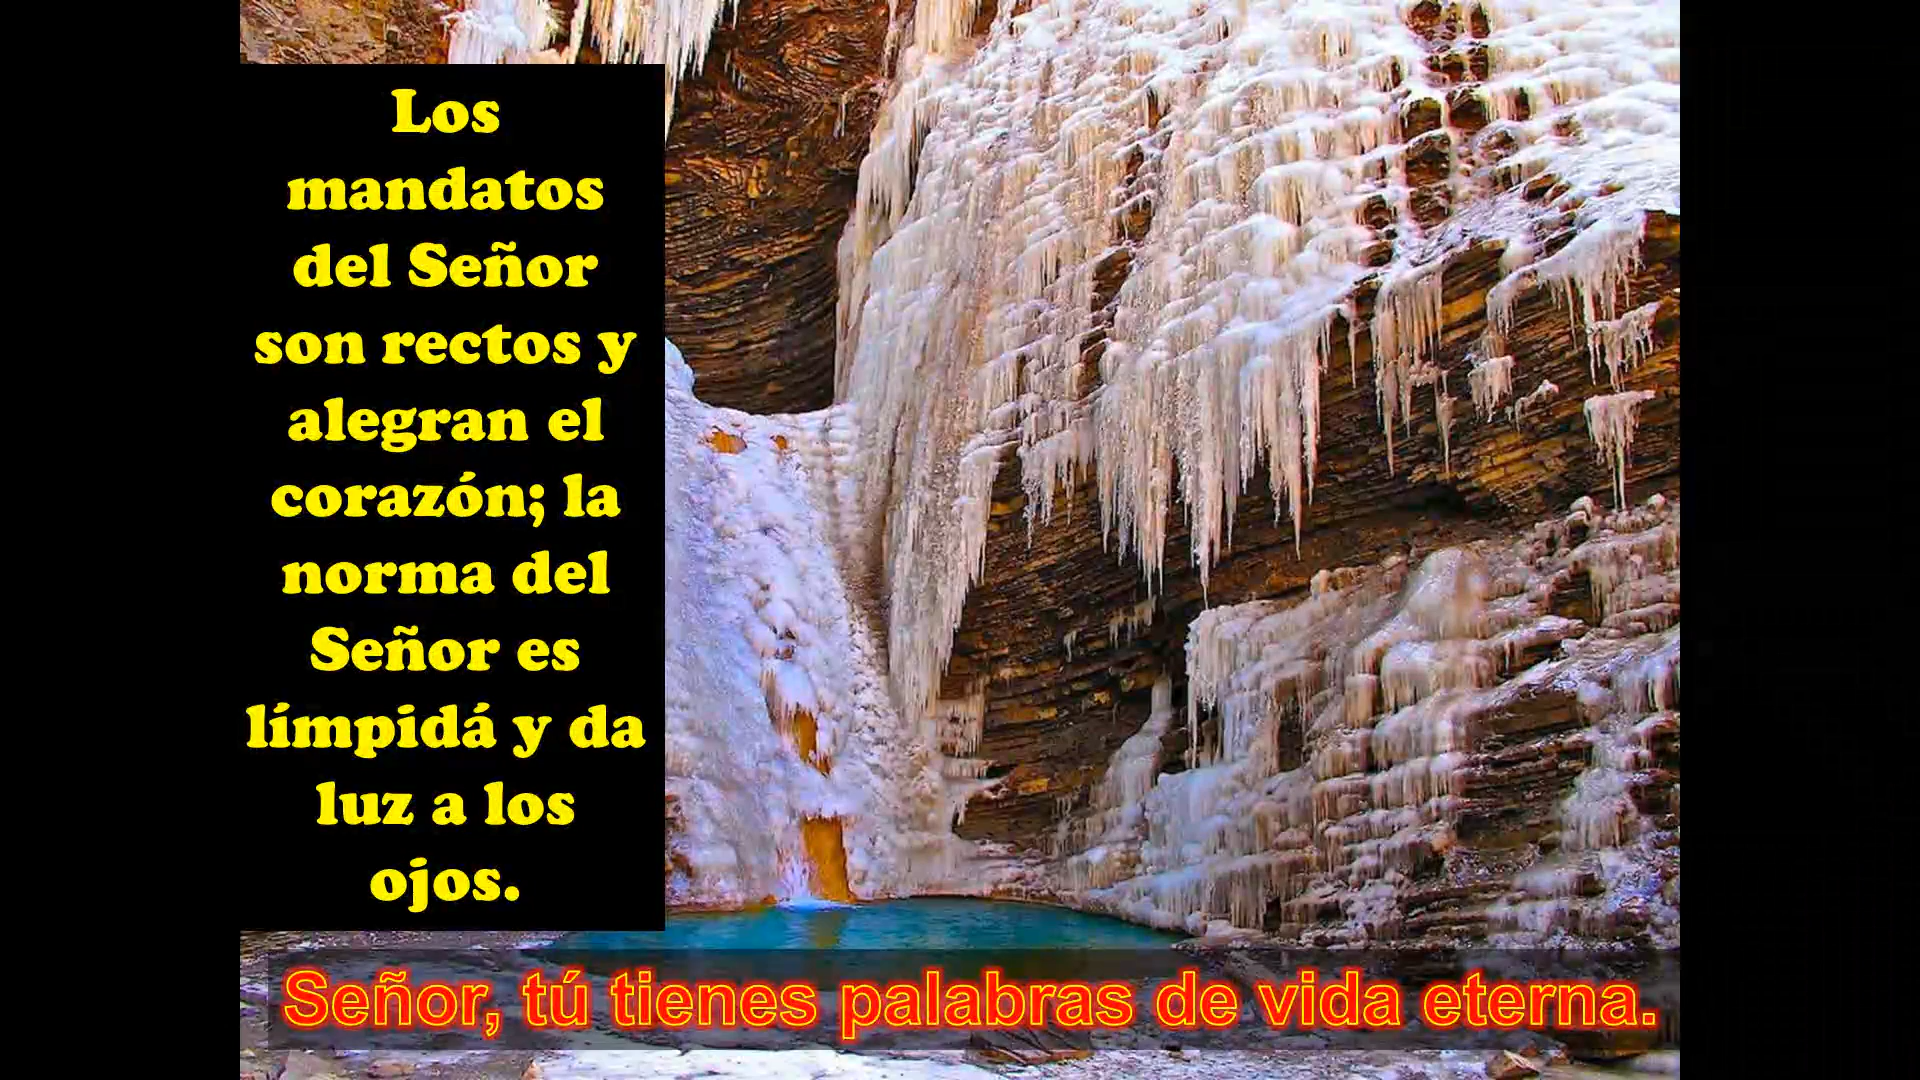 Los
mandatos
del Señor
son rectos y
alegran el
corazón; la
norma del
Señor es
límpidá y da
luz a los
ojos.
Señor, tú tienes palabras de vida eterna.